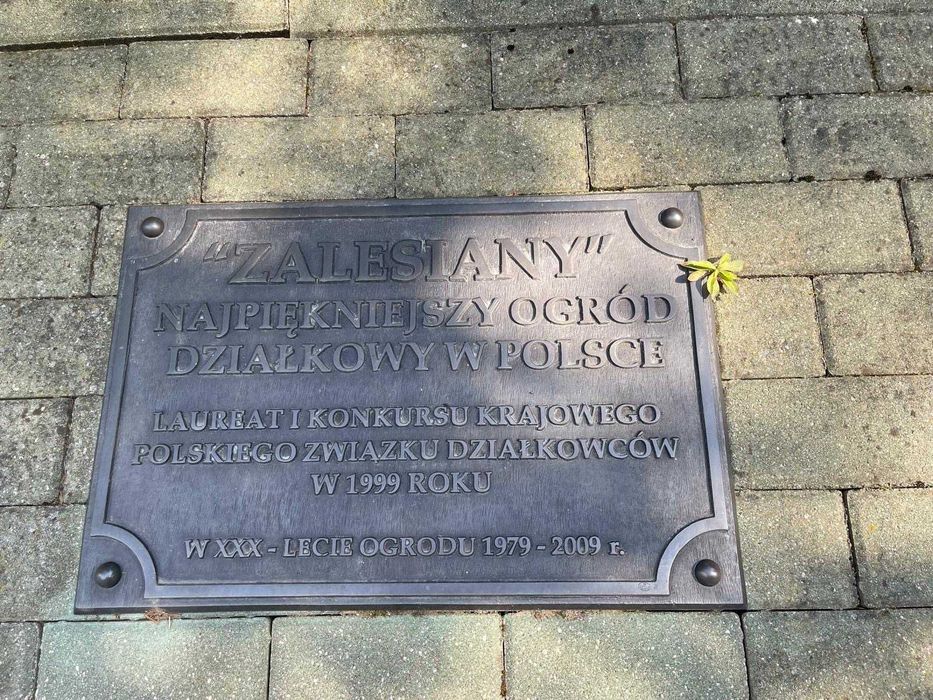 "ZALESIANY"
NAJPIĘKNIEJSZY OGRÓD
DZIAŁKOWY W POLSCE
LAUREAT I KONKURSU KRAJOWEGO
POLSKIEGO ZWIĄZKU DZIAŁKOWCÓW
W 1999 ROKU
W XXX - LECIE OGRODU 1979 - 2009 r.